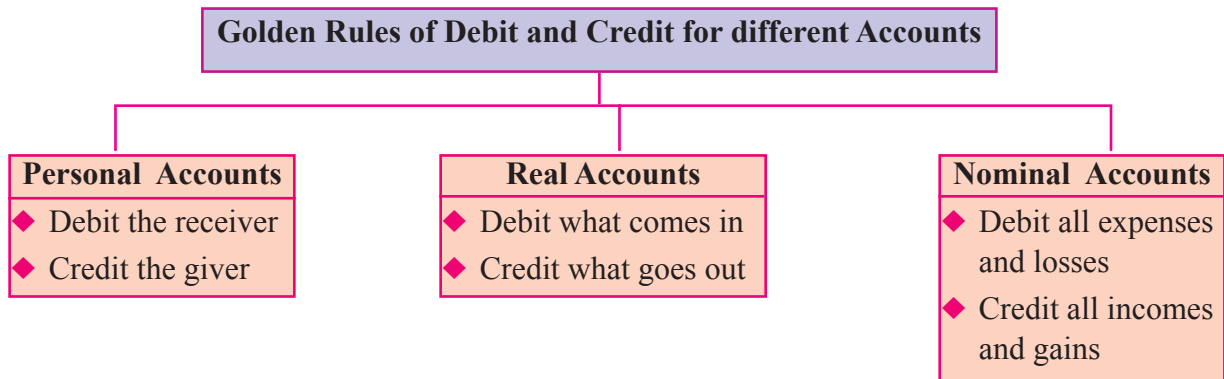 Golden Rules of Debit and Credit for different Accounts
Personal Accounts
◆ Debit the receiver
◆ Credit the giver
Real Accounts
◆ Debit what comes in
◆ Credit what goes out
Nominal Accounts
◆ Debit all expenses
and losses
◆ Credit all incomes
and gains